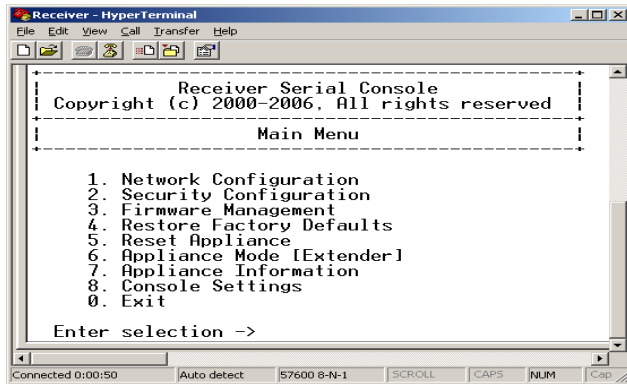 Receiver - HyperTerminal
File Edit View Call Transfer Help
Receiver Serial Console
Copyright (c) 2000-2006, All rights reserved
Main Menu
1. Network Configuration
2. Security Configuration
3. Firmware Management
4. Restore Factory Defaults
5. Reset Appliance
6. Appliance Mode [Extender]
7. Appliance Information
8. Console Settings
0. Exit
Enter selection ->
Connected 0:00:50 Auto detect 57600 8-N-1 SCROLL CAPS NUM Cap